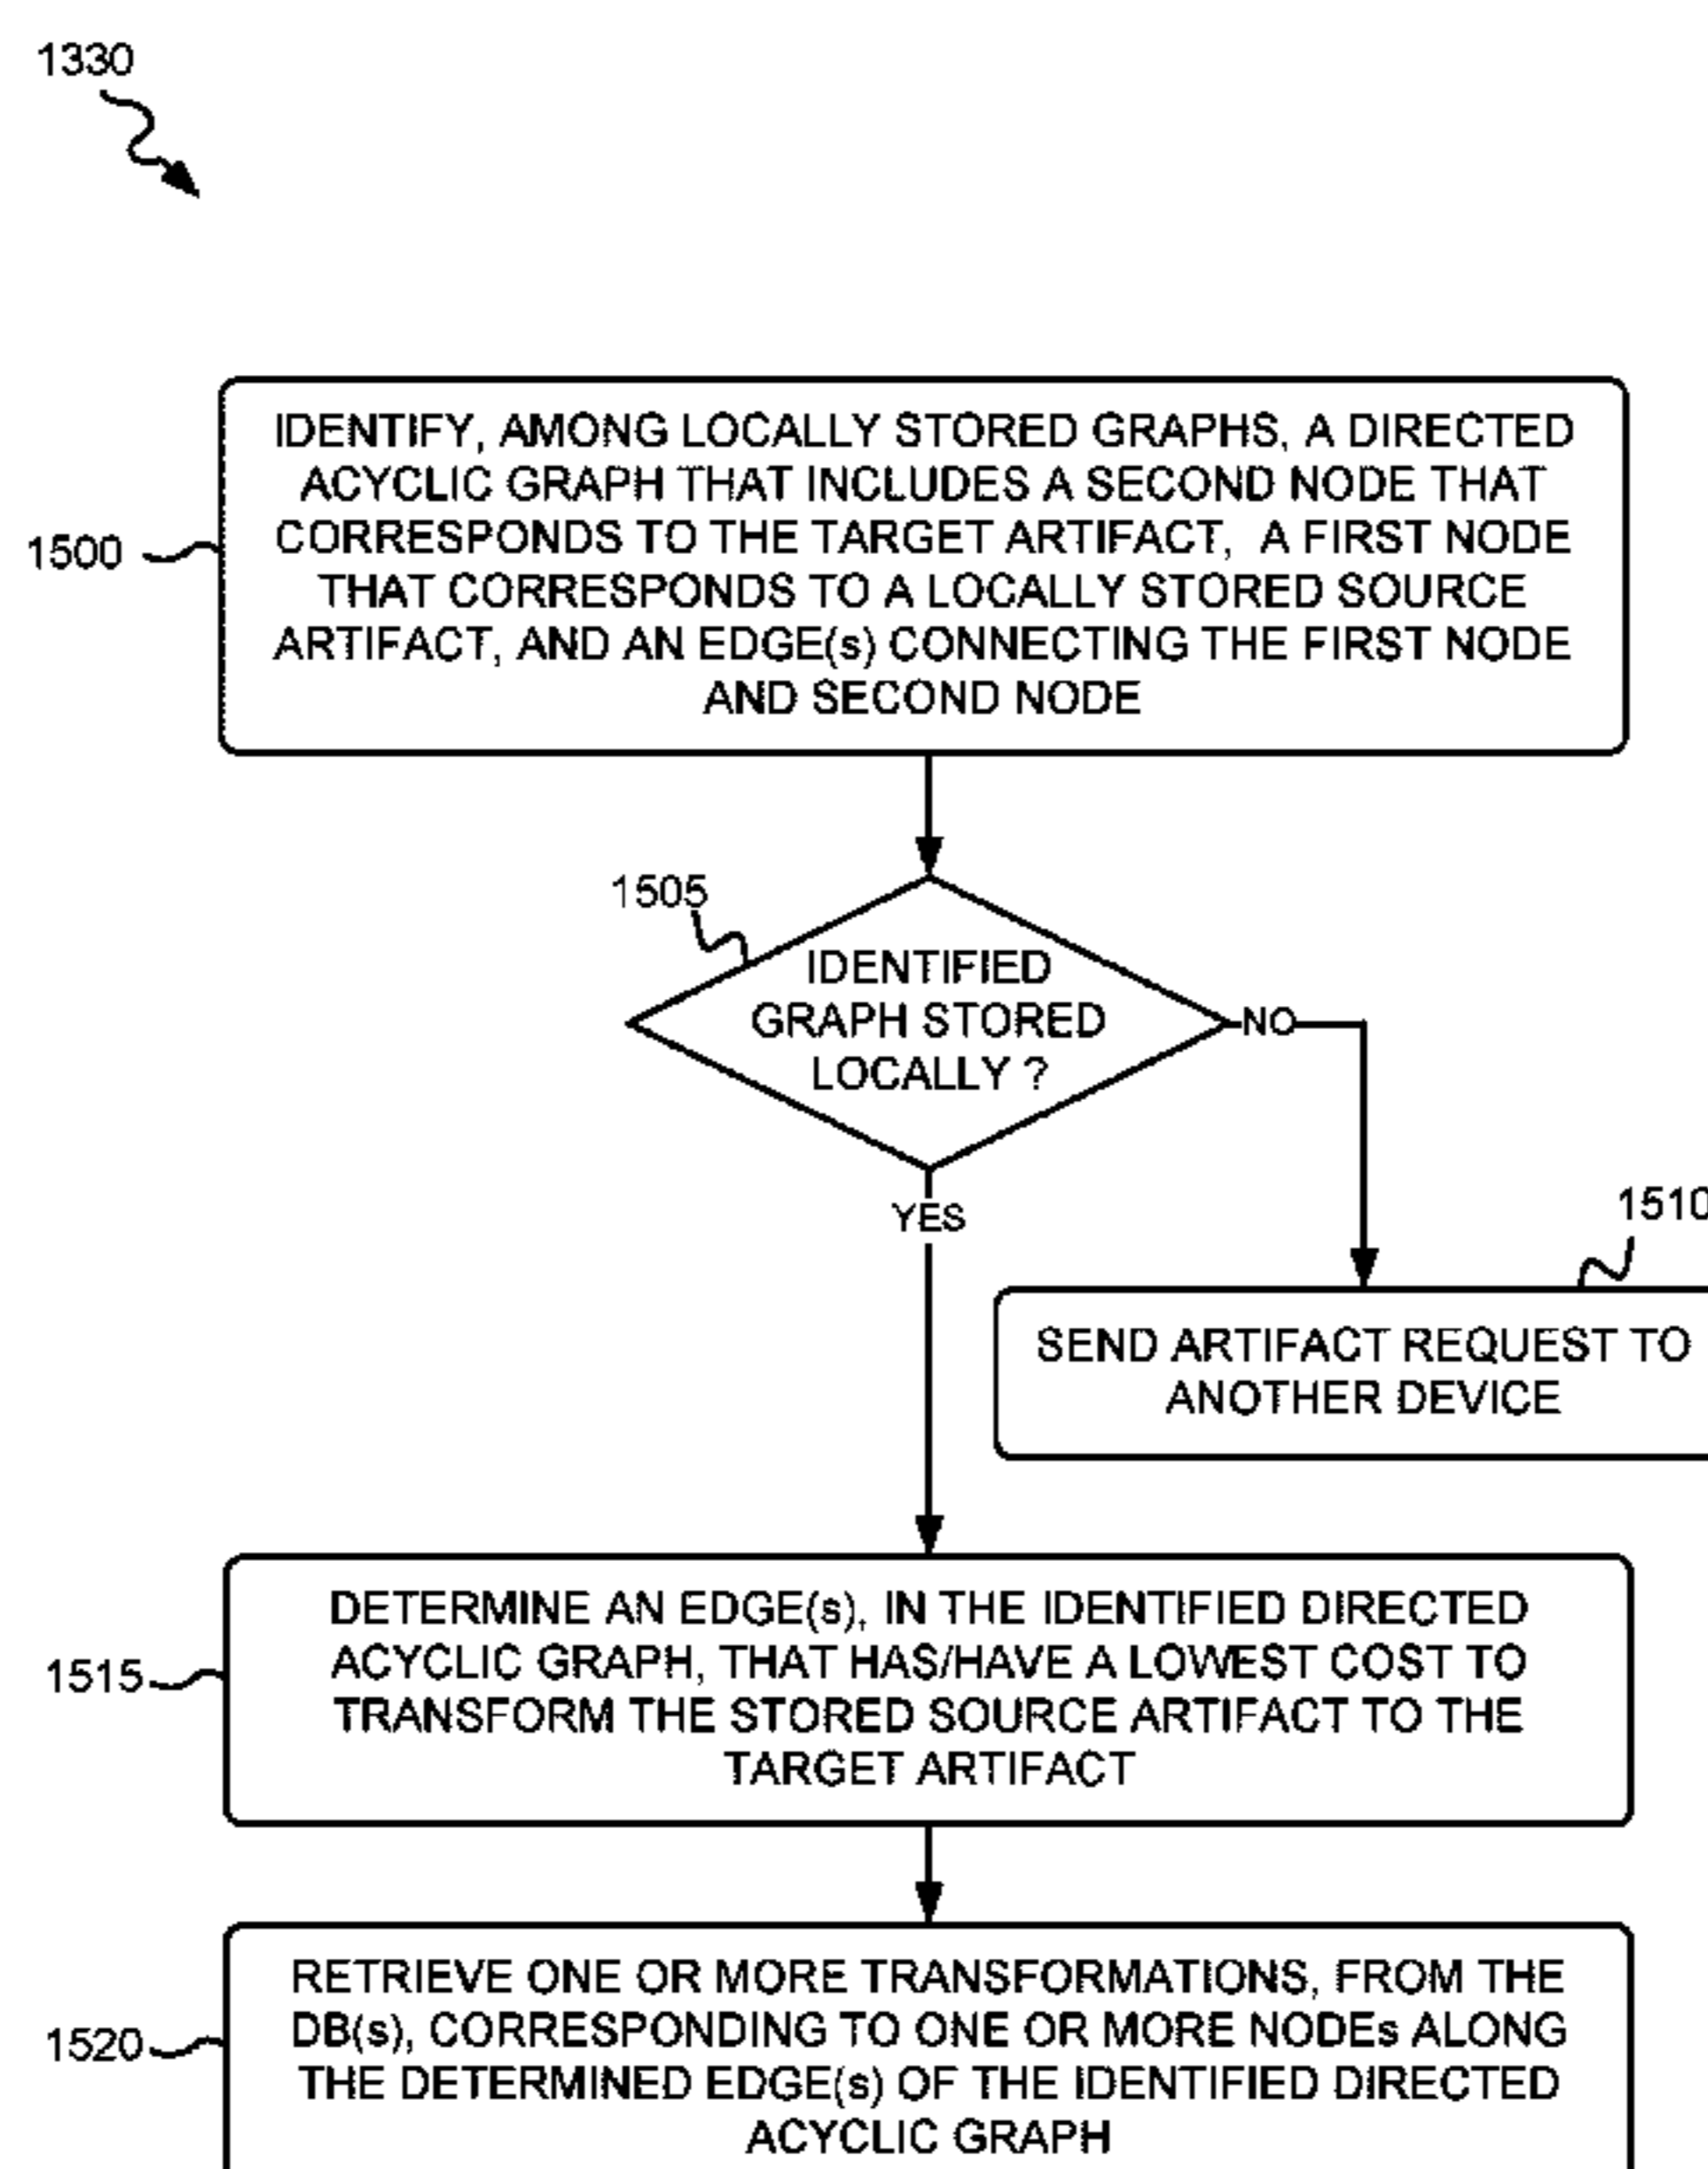 1330
IDENTIFY, AMONG LOCALLY STORED GRAPHS, A DIRECTED
ACYCLIC GRAPH THAT INCLUDES A SECOND NODE THAT
CORRESPONDS TO THE TARGET ARTIFACT, A FIRST NODE
THAT CORRESPONDS TO A LOCALLY STORED SOURCE
ARTIFACT, AND AN EDGE(s) CONNECTING THE FIRST NODE
AND SECOND NODE
1500
1505
IDENTIFIED
GRAPH STORED
LOCALLY ?
NO
YES
1510
SEND ARTIFACT REQUEST TO
ANOTHER DEVICE
DETERMINE AN EDGE(s), IN THE IDENTIFIED DIRECTED
ACYCLIC GRAPH, THAT HAS/HAVE A LOWEST COST TO
TRANSFORM THE STORED SOURCE ARTIFACT TO THE
TARGET ARTIFACT
1515
RETRIEVE ONE OR MORE TRANSFORMATIONS, FROM THE
DB(s), CORRESPONDING TO ONE OR MORE NODEs ALONG
THE DETERMINED EDGE(s) OF THE IDENTIFIED DIRECTED
ACYCLIC GRAPH
1520